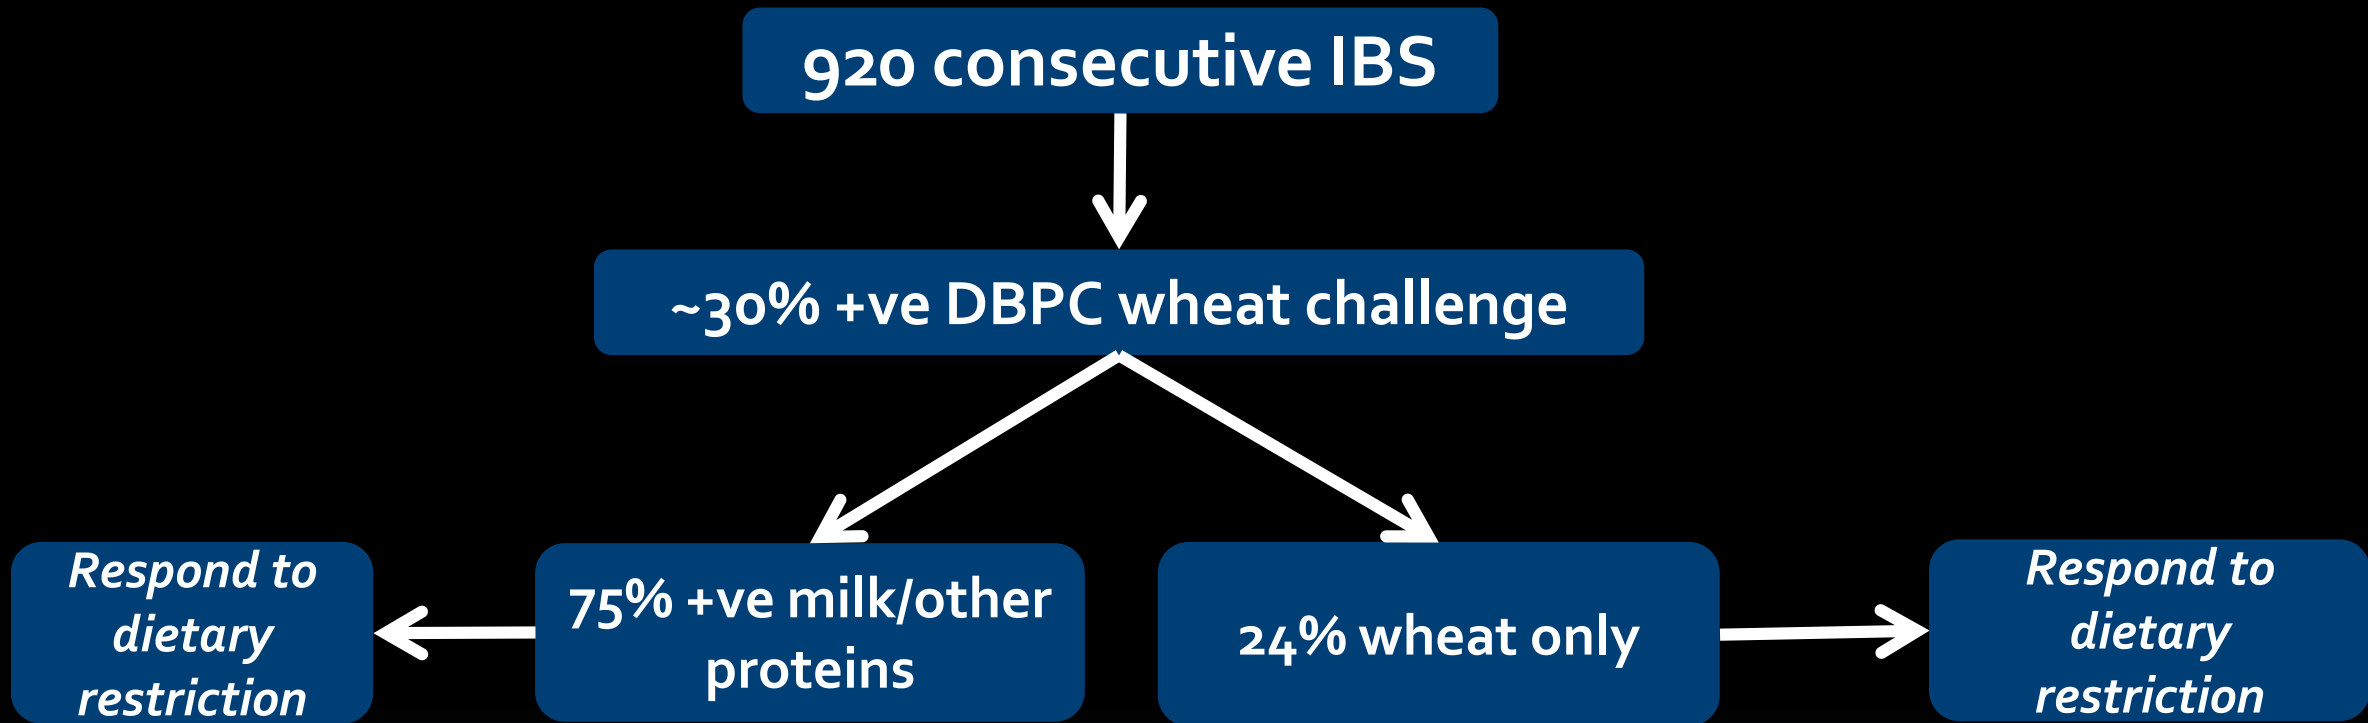 920 consecutive IBS
~30% +ve DBPC wheat challenge
Respond to
dietary
restriction
75% +ve milk/other
proteins
24% wheat only
Respond to
dietary
restriction